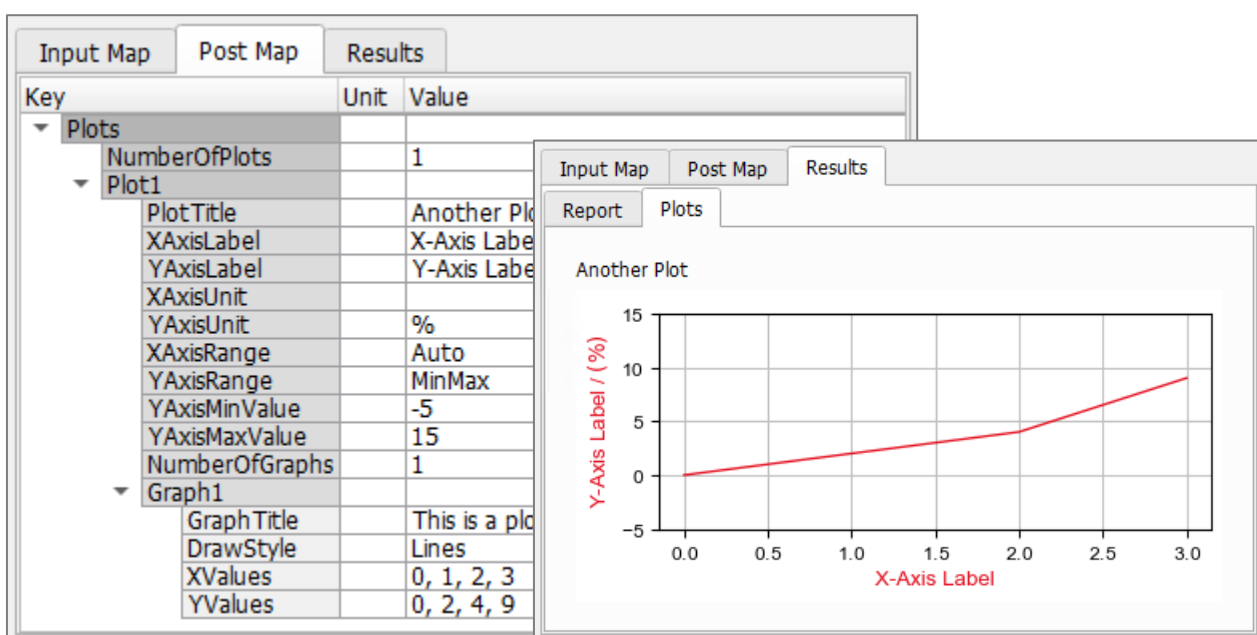 Input Map Post Map Results
Key Unit Value
Plots
NumberOfPlots 1
Plot1
PlotTitle Another
XAxisLabel X-Axis
YAxisLabel Y-Axis
XAxisUnit
YAxisUnit %
XAxisRange Auto
YAxisRange MinMax
YAxisMinValue -5
YAxisMaxValue 15
NumberOfGraphs 1
Graph1
GraphTitle This is a
DrawStyle Lines
XValues 0, 1, 2, 3
YValues 0, 2, 4, 9
Input Map Post Map Results
Report Plots
Another Plot
Y-Axis Label / (%)
15
10
5
0
−5
0.0 0.5 1.0 1.5 2.0 2.5 3.0
X-Axis Label